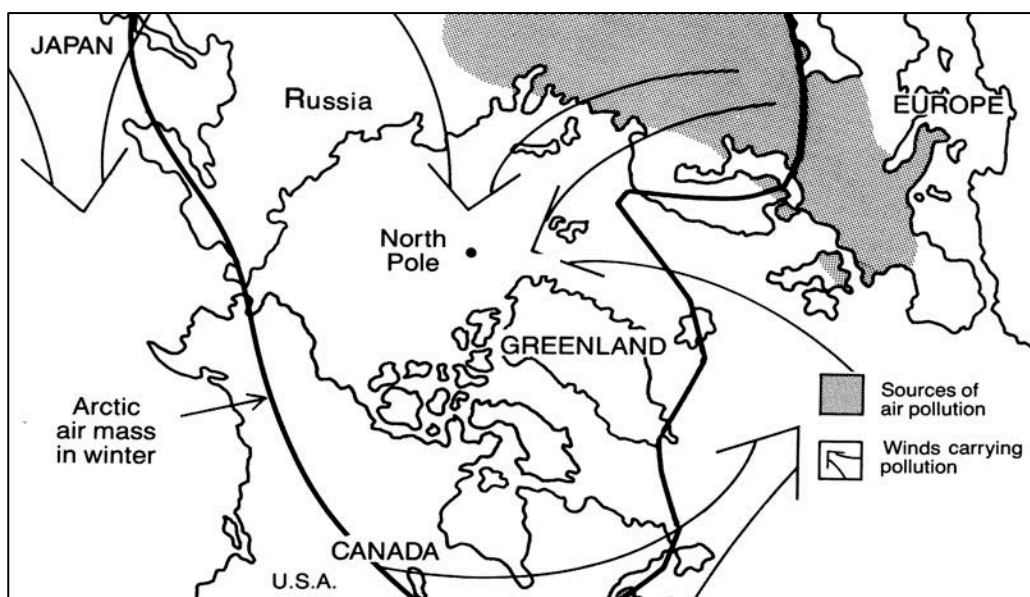 JAPAN
Russia
EUROPE
North
Pole
GREENLAND
Arctic
air mass
in winter
Sources of
air pollution
Winds carrying
pollution
CANADA
U.S.A.